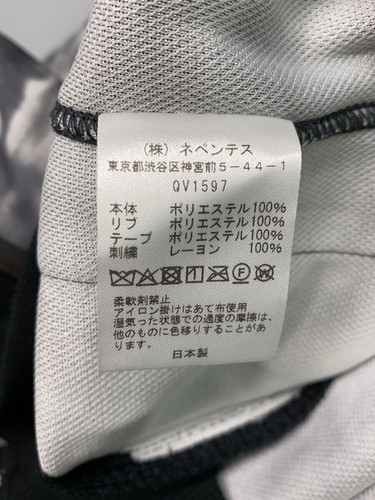 (株)ネペンテス
東京都渋谷区神宮前5-44-1
QV1597
本体 ポリエステル100%
リブ ポリエステル100%
テープ ポリエステル100%
刺繍 レーヨン 100%
柔軟剤禁止
アイロン掛けはあて布使用
湿気った状態での過度の摩擦は、
他のものに色移りすることがあ
ります。
日本製